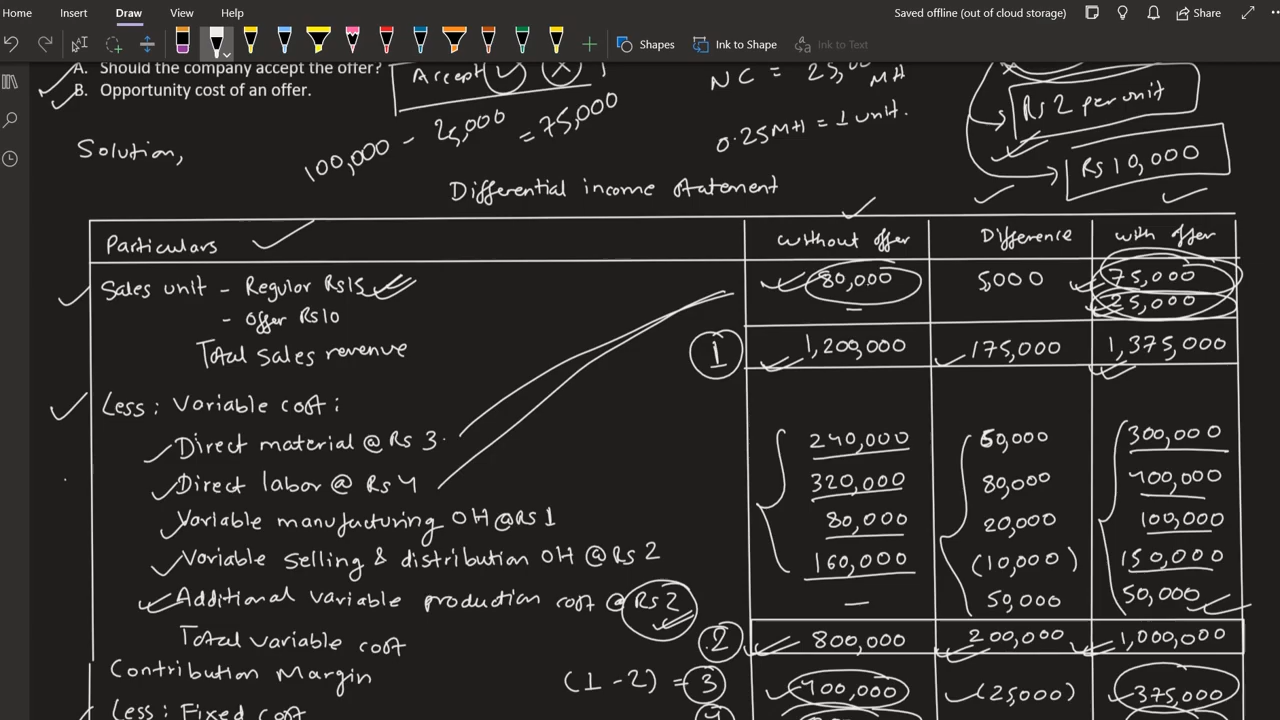 Home Insert Draw View Help Saved offline (out of cloud storage) Share
Shapes Ink to Shape Ink to Text
A. Should the company accept the offer?
B. Opportunity cost of an offer.
Accept
NC = 25,00 MH
Rs 2 per unit
100,000 - 25,000 = 75,000
0.25MH = 1 unit.
Rs 10,000
Solution,
Differential income statement
Particulars without offer Difference with offer
Sales unit - Regular Rs15 80,000 5,000 75,000
- Offer Rs10 — 25,000
Total sales revenue 1 1,200,000 175,000 1,375,000
Less: Variable cost:
Direct material @ Rs 3 240,000 60,000 300,000
Direct labor @ Rs 4 320,000 80,000 400,000
Variable manufacturing OH @Rs 1 80,000 20,000 100,000
Variable selling & distribution OH @ Rs 2 160,000 (10,000) 150,000
Additional variable production cost @ Rs 2 — 50,000 50,000
Total variable cost 2 800,000 200,000 1,000,000
Contribution Margin (1-2) = 3 400,000 (25,000) 375,000
Less: Fixed cost